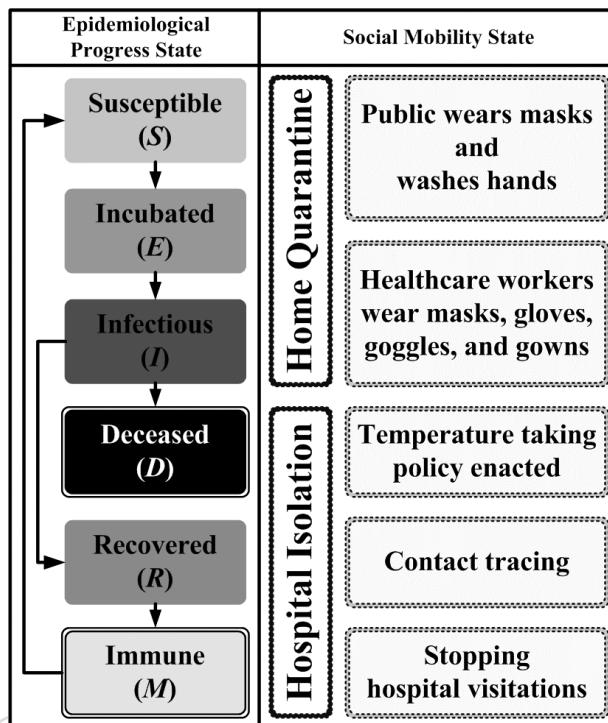 Epidemiological
Progress State
Social Mobility State
Susceptible
(S)
Incubated
(E)
Infectious
(I)
Deceased
(D)
Recovered
(R)
Immune
(M)
Home Quarantine
Hospital Isolation
Public wears masks
and
washes hands
Healthcare workers
wear masks, gloves,
goggles, and gowns
Temperature taking
policy enacted
Contact tracing
Stopping
hospital visitations